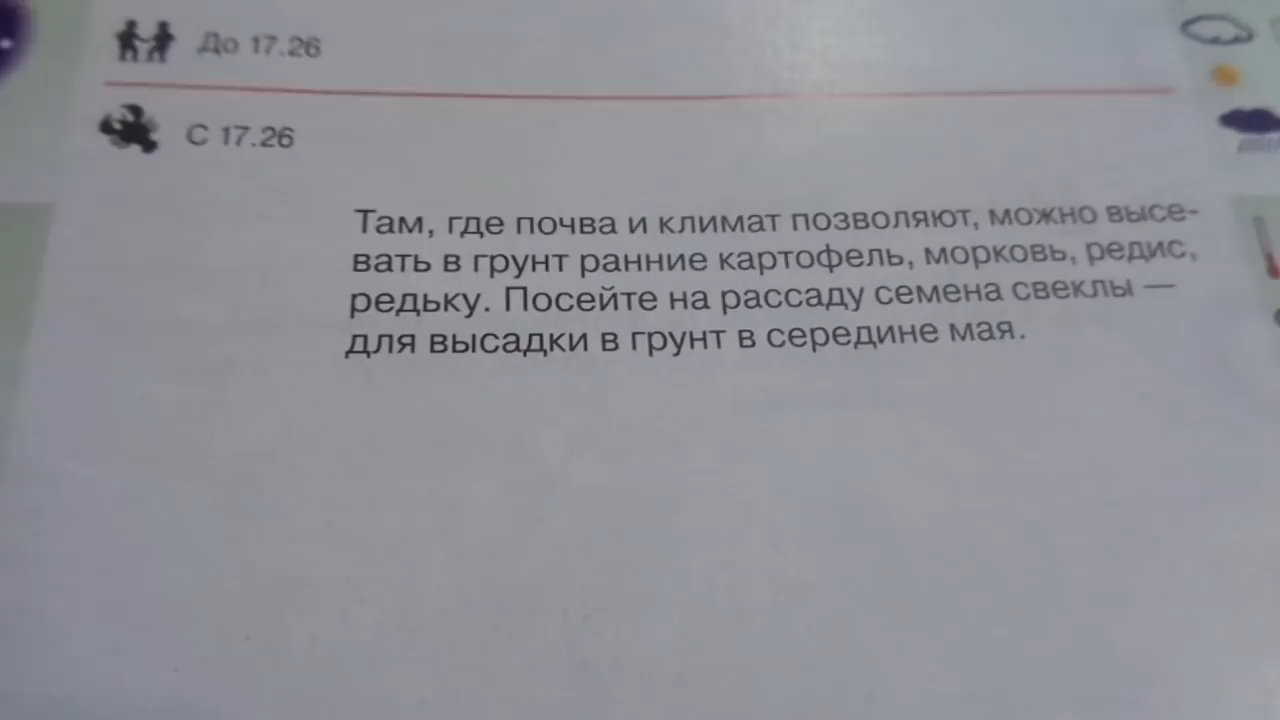 До 17.26
С 17.26
Там, где почва и климат позволяют, можно высе-
вать в грунт ранние картофель, морковь, редис,
редьку. Посейте на рассаду семена свеклы —
для высадки в грунт в середине мая.